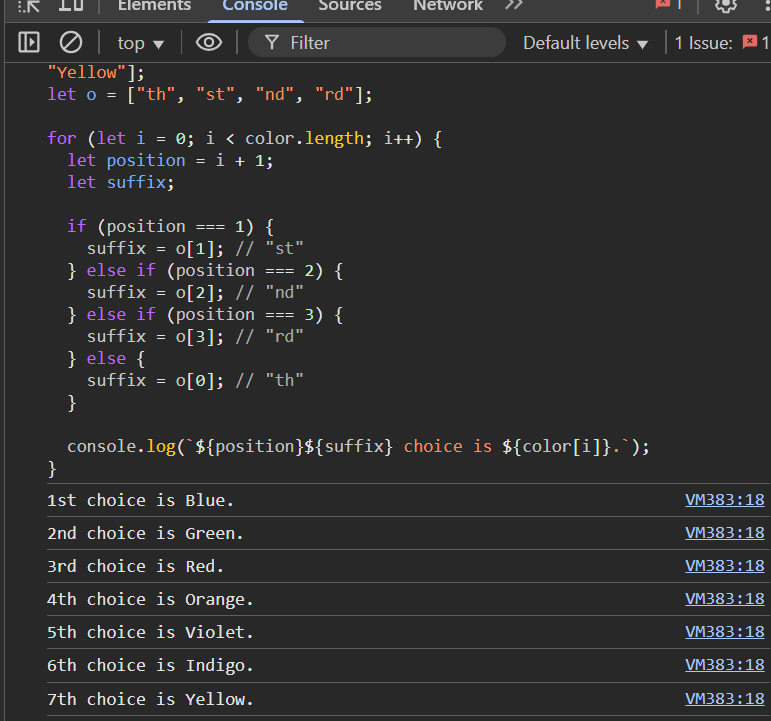 Elements Console Sources Network 1
top Filter Default levels 1 Issue: 1
"Yellow"];
let o = ["th", "st", "nd", "rd"];
for (let i = 0; i < color.length; i++) {
  let position = i + 1;
  let suffix;
  if (position === 1) {
    suffix = o[1]; // "st"
  } else if (position === 2) {
    suffix = o[2]; // "nd"
  } else if (position === 3) {
    suffix = o[3]; // "rd"
  } else {
    suffix = o[0]; // "th"
  }
  console.log(`${position}${suffix} choice is ${color[i]}.`);
}
1st choice is Blue. VM383:18
2nd choice is Green. VM383:18
3rd choice is Red. VM383:18
4th choice is Orange. VM383:18
5th choice is Violet. VM383:18
6th choice is Indigo. VM383:18
7th choice is Yellow. VM383:18